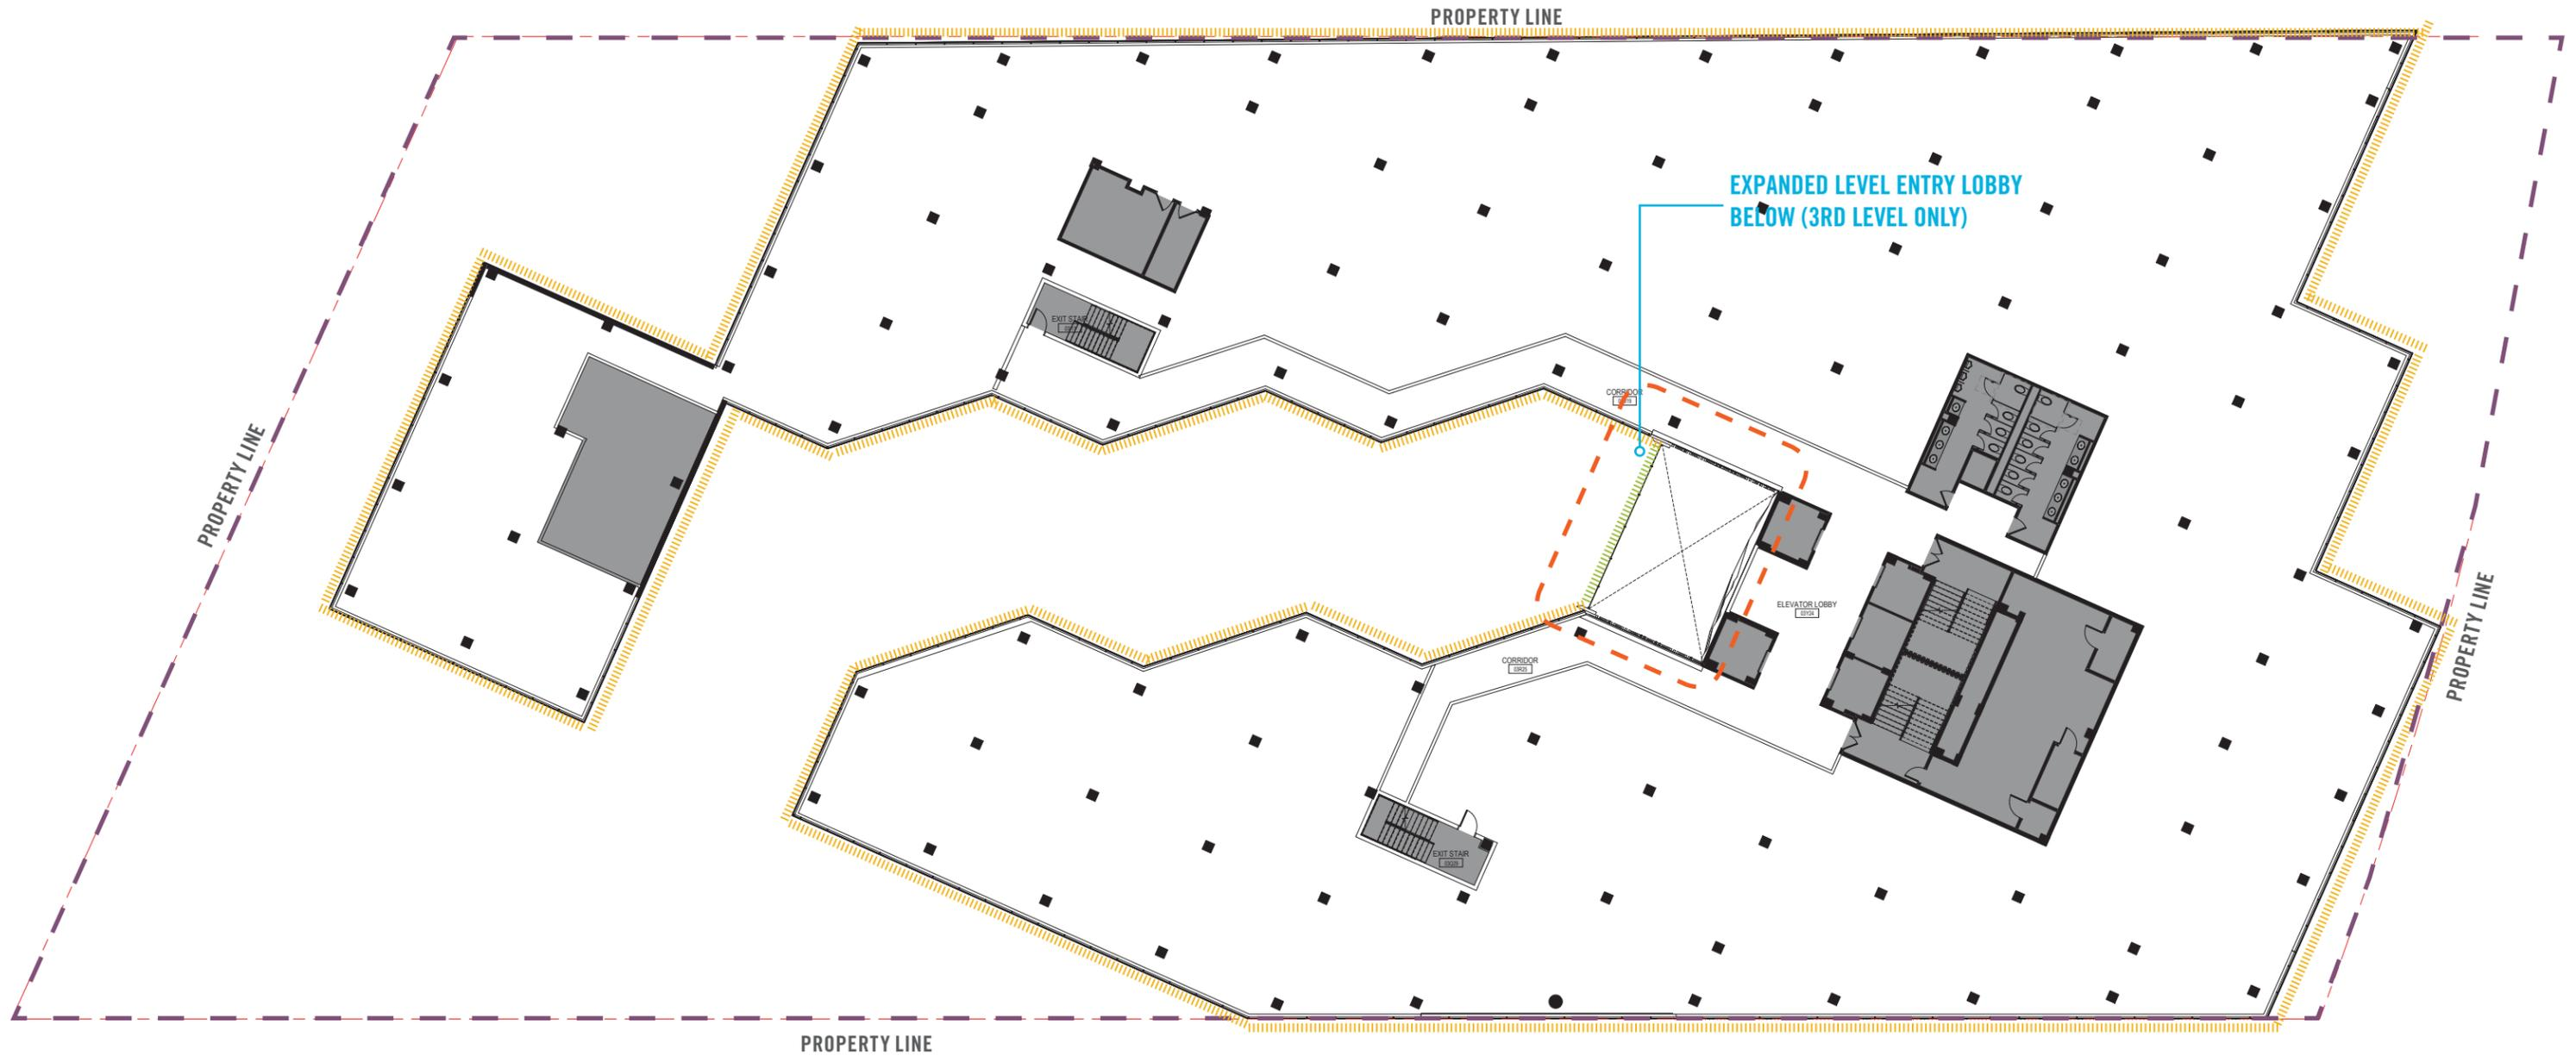 PROPERTY LINE
EXPANDED LEVEL ENTRY LOBBY
BELOW (3RD LEVEL ONLY)
EXIT STAIR
CORRIDOR
PROPERTY LINE
ELEVATOR LOBBY
PROPERTY LINE
CORRIDOR
EXIT STAIR
PROPERTY LINE